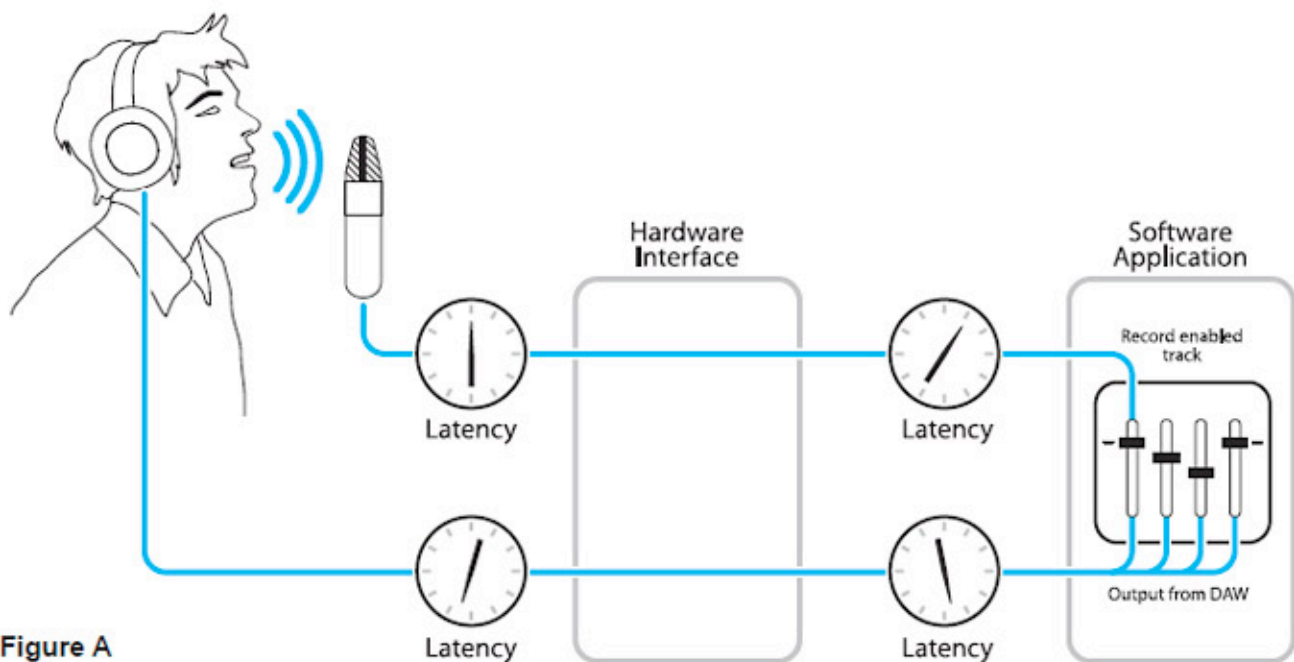 Hardware
Interface
Software
Application
Record enabled
track
Latency
Latency
Output from DAW
Latency
Latency
Figure A